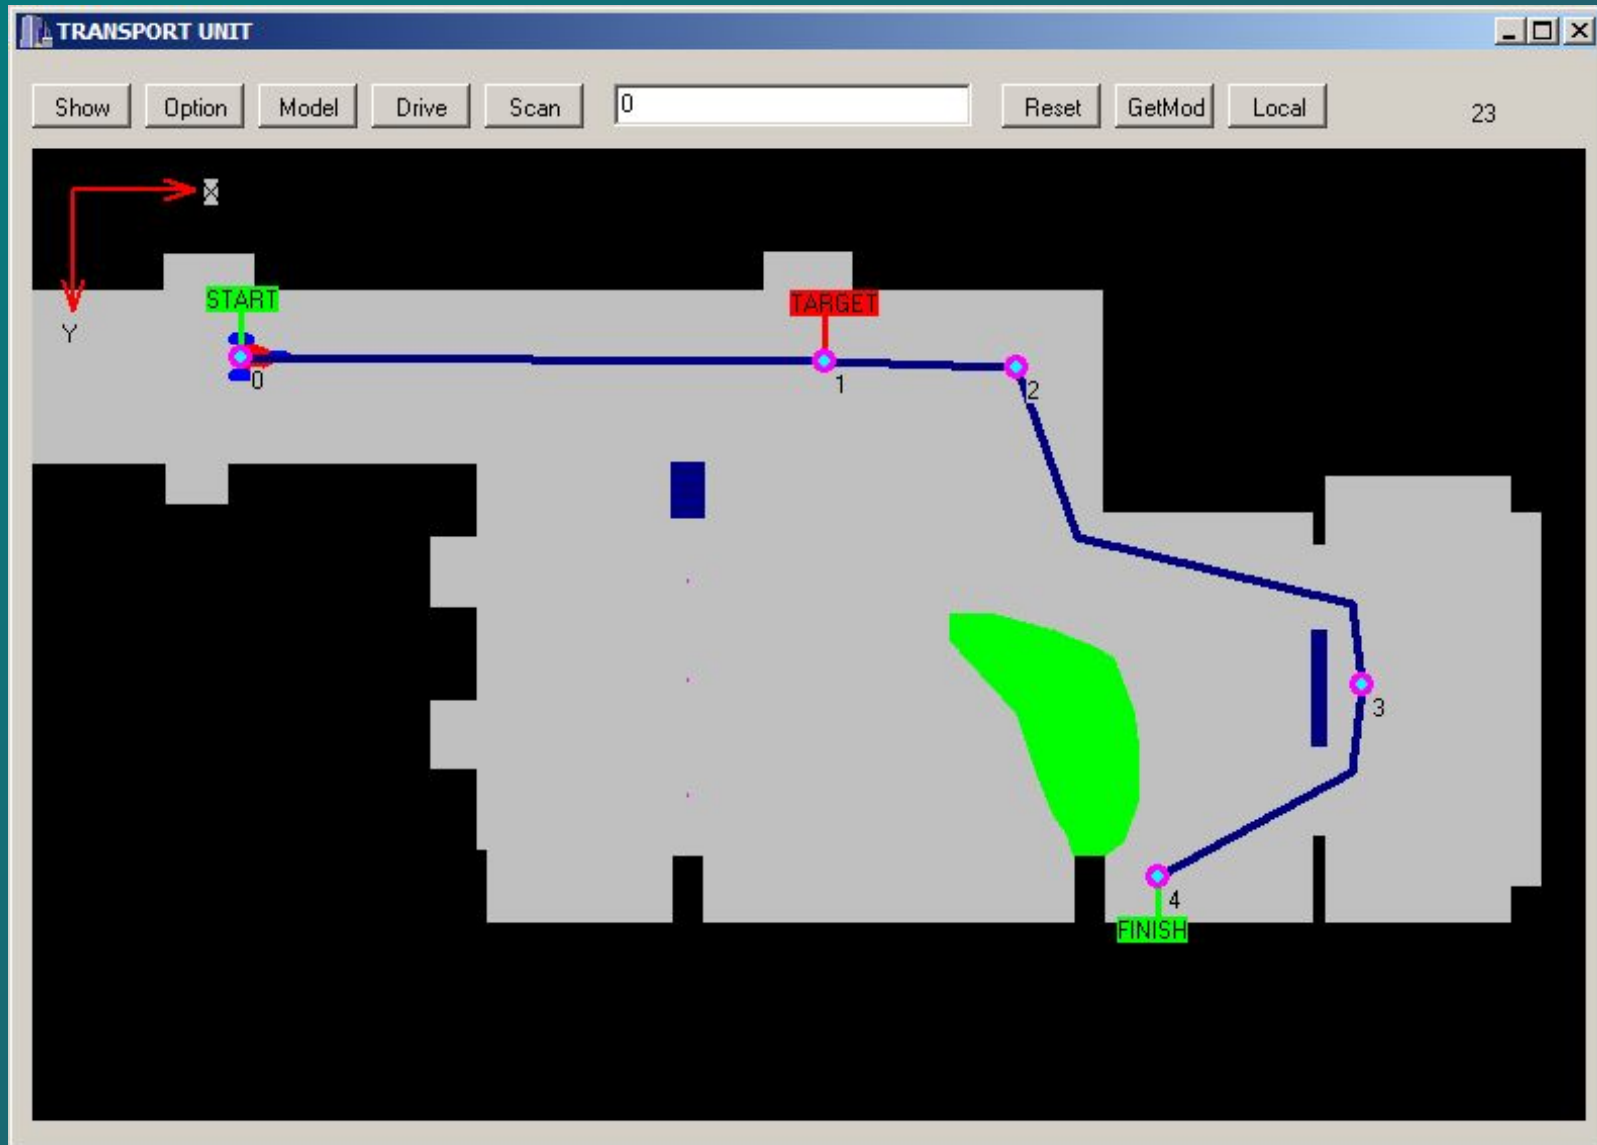 TRANSPORT UNIT
Show Option Model Drive Scan 0 Reset GetMod Local 23
X
Y
START
TARGET
0
1
2
3
4
FINISH